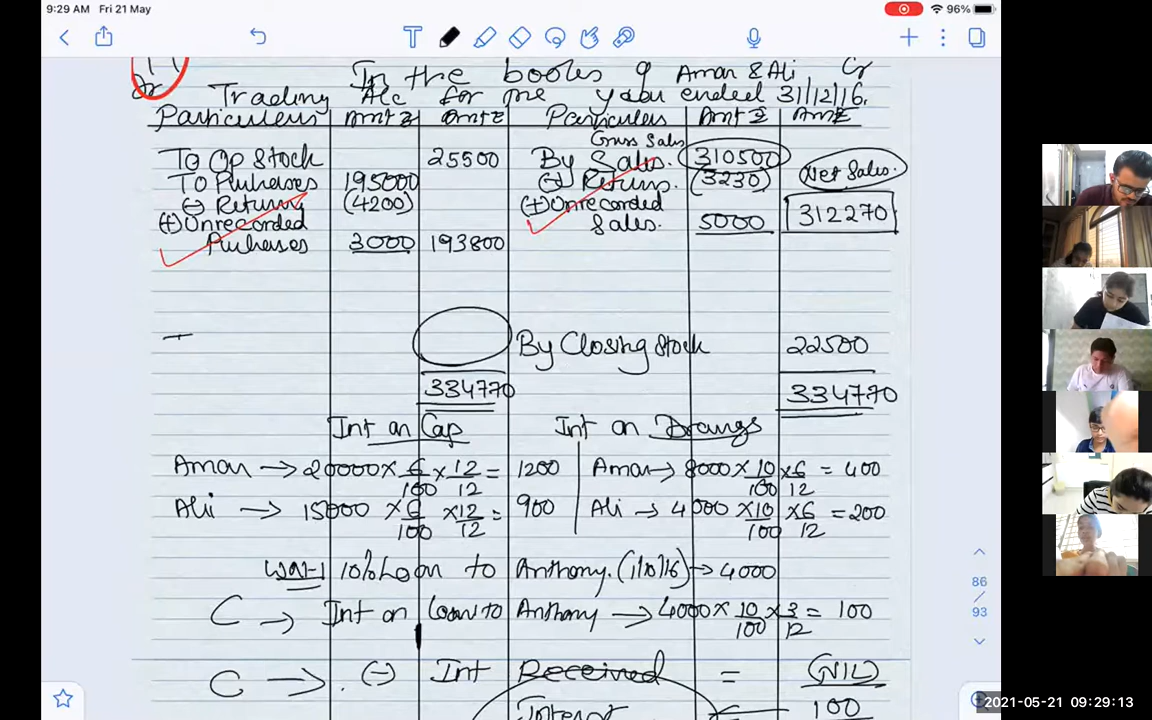 9:29 AM Fri 21 May 96%
In the books of Aman & Ali Cr
Dr Trading A/c for the year ended 31/12/16.
Particulars Amt ₹ Amt ₹ Particulars Amt ₹ Amt ₹
Gross Sales
To Op Stock 25500 By Sales. 310500 Net Sales.
To Puchases 195000 (-) Returns. (3230)
(-) Returns (4200) (+) Unrecorded 312270
(+) Unrecorded Sales. 5000
Puchases 3000 193800
By Closing Stock 22500
334770 334770
Int on Cap Int on Drawgs
Aman → 20000 × 6/100 × 12/12 = 1200 Aman → 8000 × 10/100 × 6/12 = 400
Ali → 15000 × 6/100 × 12/12 = 900 Ali → 4000 × 10/100 × 6/12 = 200
WN-1 10% Loan to Anthony. (1/10/16) → 4000
C → Int on Loan to Anthony → 4000 × 10/100 × 3/12 = 100
C → (-) Int Received = (NIL)
Interest ← 100
86
/
93
2021-05-21 09:29:13